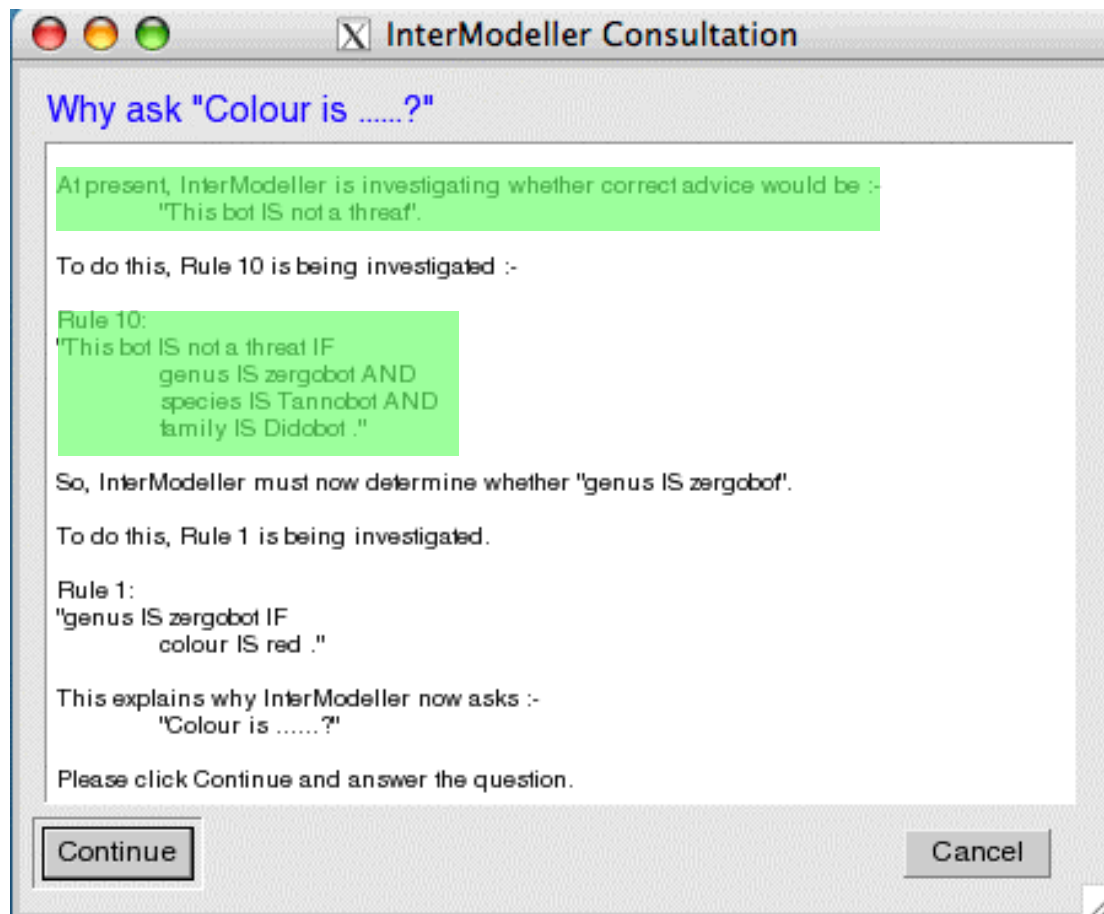 InterModeller Consultation
Why ask "Colour is ......?"
At present, InterModeller is investigating whether correct advice would be :-
"This bot IS not a threat".
To do this, Rule 10 is being investigated :-
Rule 10:
"This bot IS not a threat IF
genus IS zergobot AND
species IS Tannobot AND
family IS Didobot ."
So, InterModeller must now determine whether "genus IS zergobot".
To do this, Rule 1 is being investigated.
Rule 1:
"genus IS zergobot IF
colour IS red ."
This explains why InterModeller now asks :-
"Colour is ......?"
Please click Continue and answer the question.
Continue
Cancel